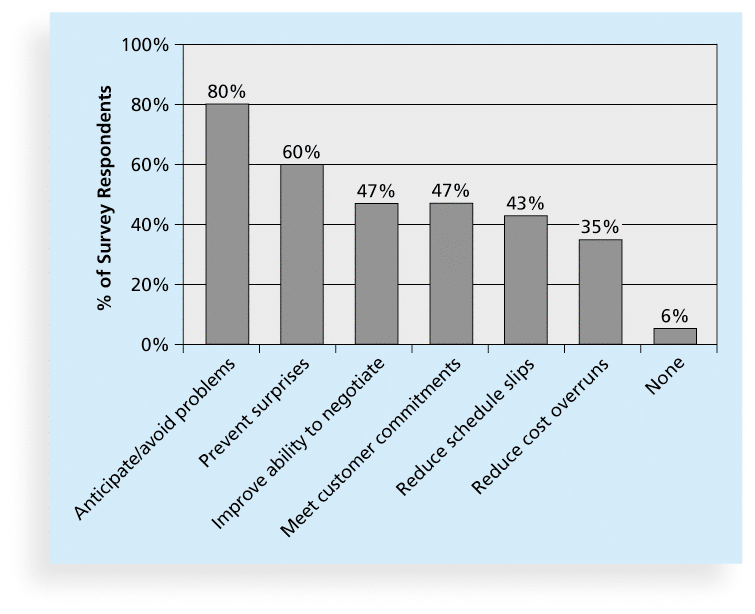 100%
80%
60%
40%
20%
0%
% of Survey Respondents
80%
60%
47%
47%
43%
35%
6%
Anticipate/avoid problems
Prevent surprises
Improve ability to negotiate
Meet customer commitments
Reduce schedule slips
Reduce cost overruns
None